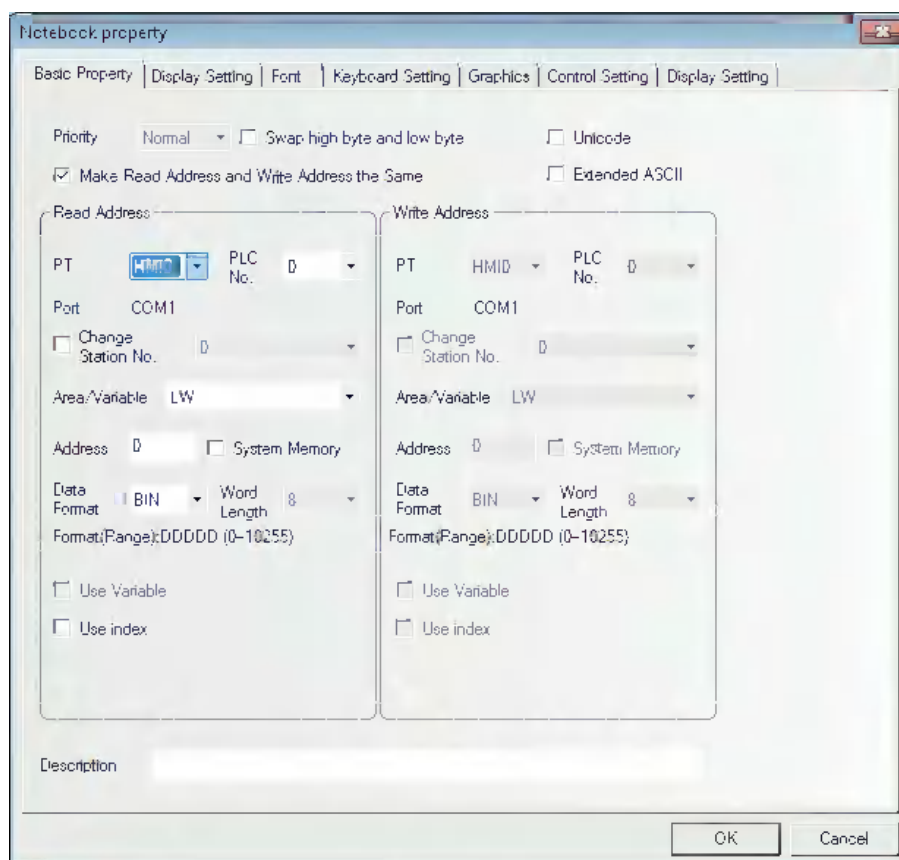 Notebook property
Basic Property Display Setting Font Keyboard Setting Graphics Control Setting Display Setting
Priority Normal Swap high byte and low byte Unicode
Make Read Address and Write Address the Same Extended ASCII
Read Address Write Address
PT HMI0 PLC No. 0 PT HMI0 PLC No. 0
Port COM1 Port COM1
Change Station No. 0 Change Station No. 0
Area/Variable LW Area/Variable LW
Address 0 System Memory Address 0 System Memory
Data Format BIN Word Length 8 Data Format BIN Word Length 8
Format(Range):DDDDD (0–10255) Format(Range):DDDDD (0–10255)
Use Variable Use Variable
Use index Use index
Description
OK Cancel